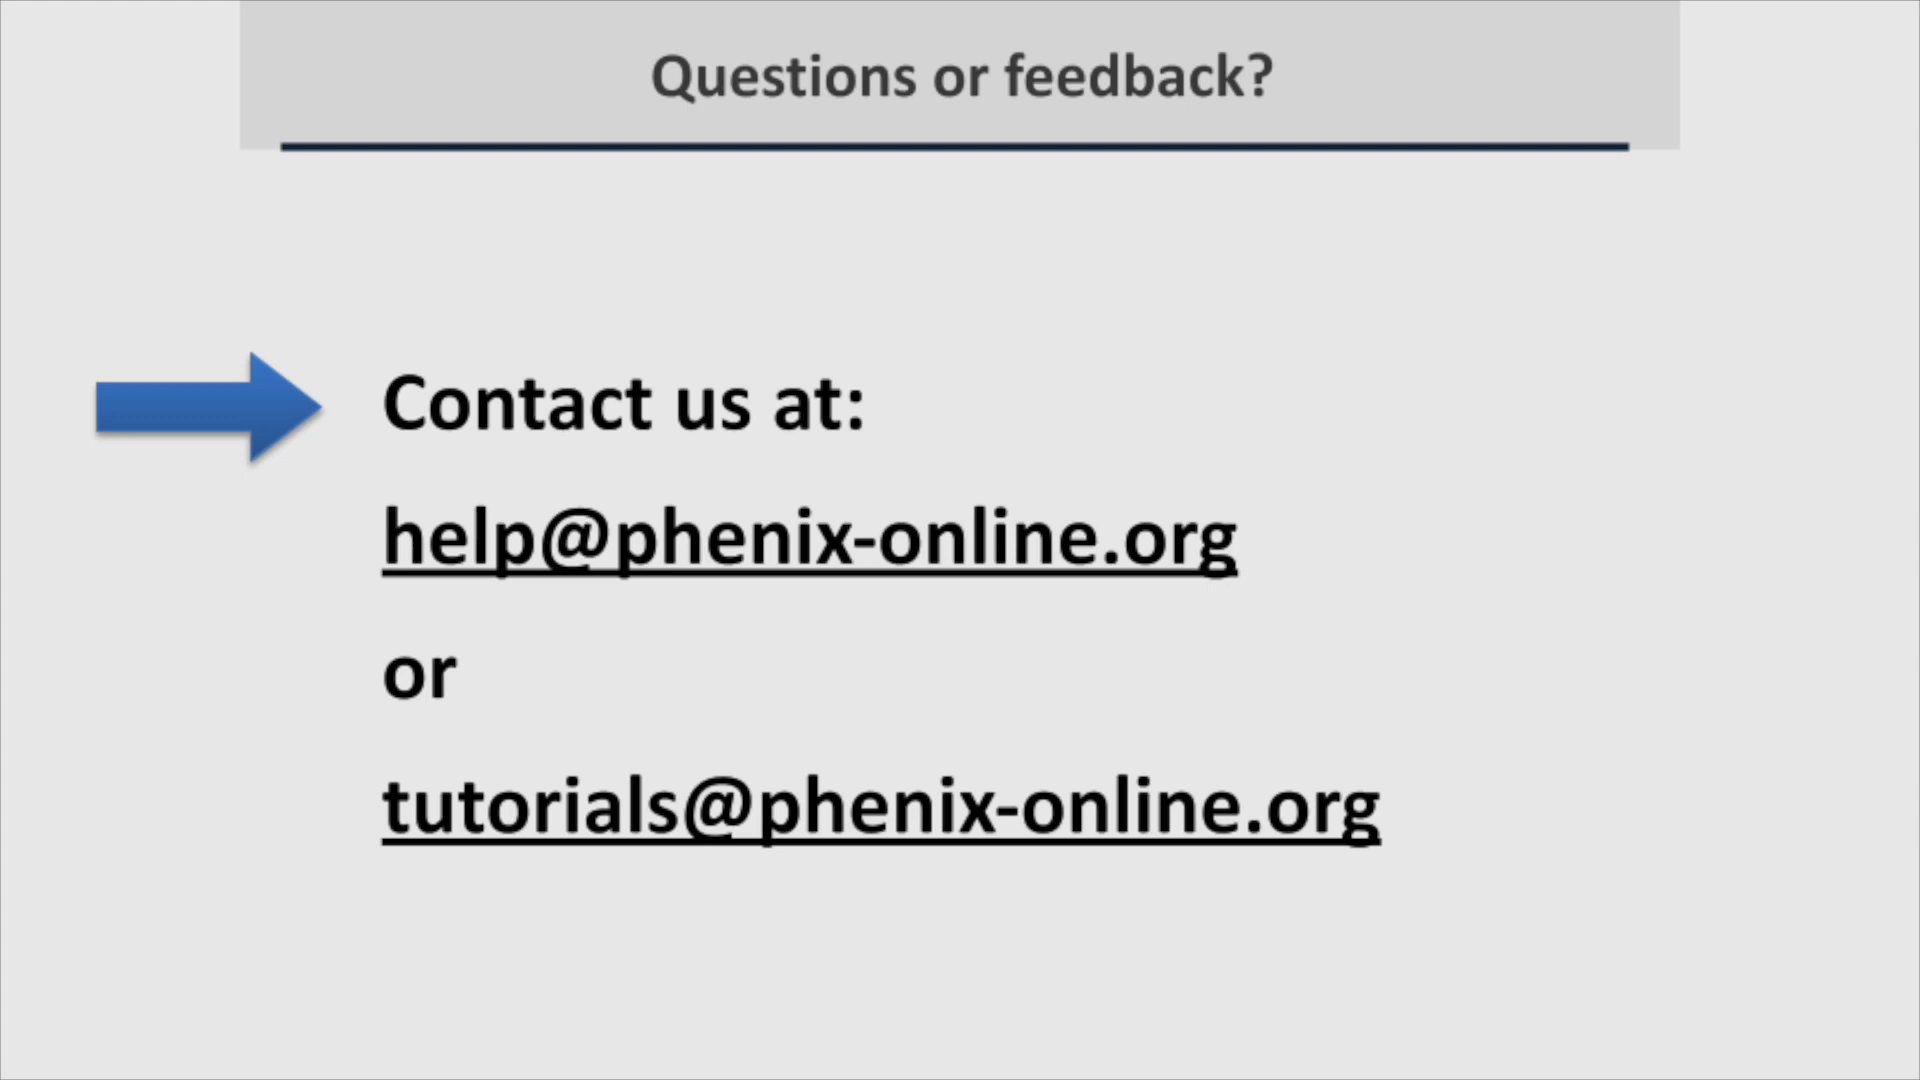 Questions or feedback?
Contact us at:
help@phenix-online.org
or
tutorials@phenix-online.org